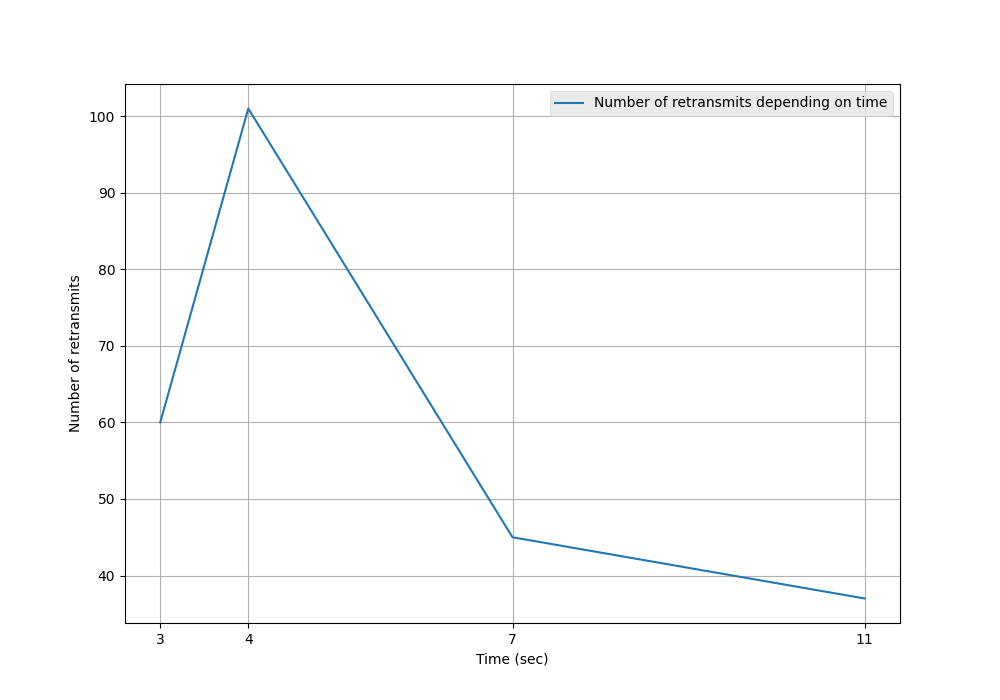 Number of retransmits depending on time
100
90
80
70
60
50
40
Number of retransmits
3 4 7 11
Time (sec)